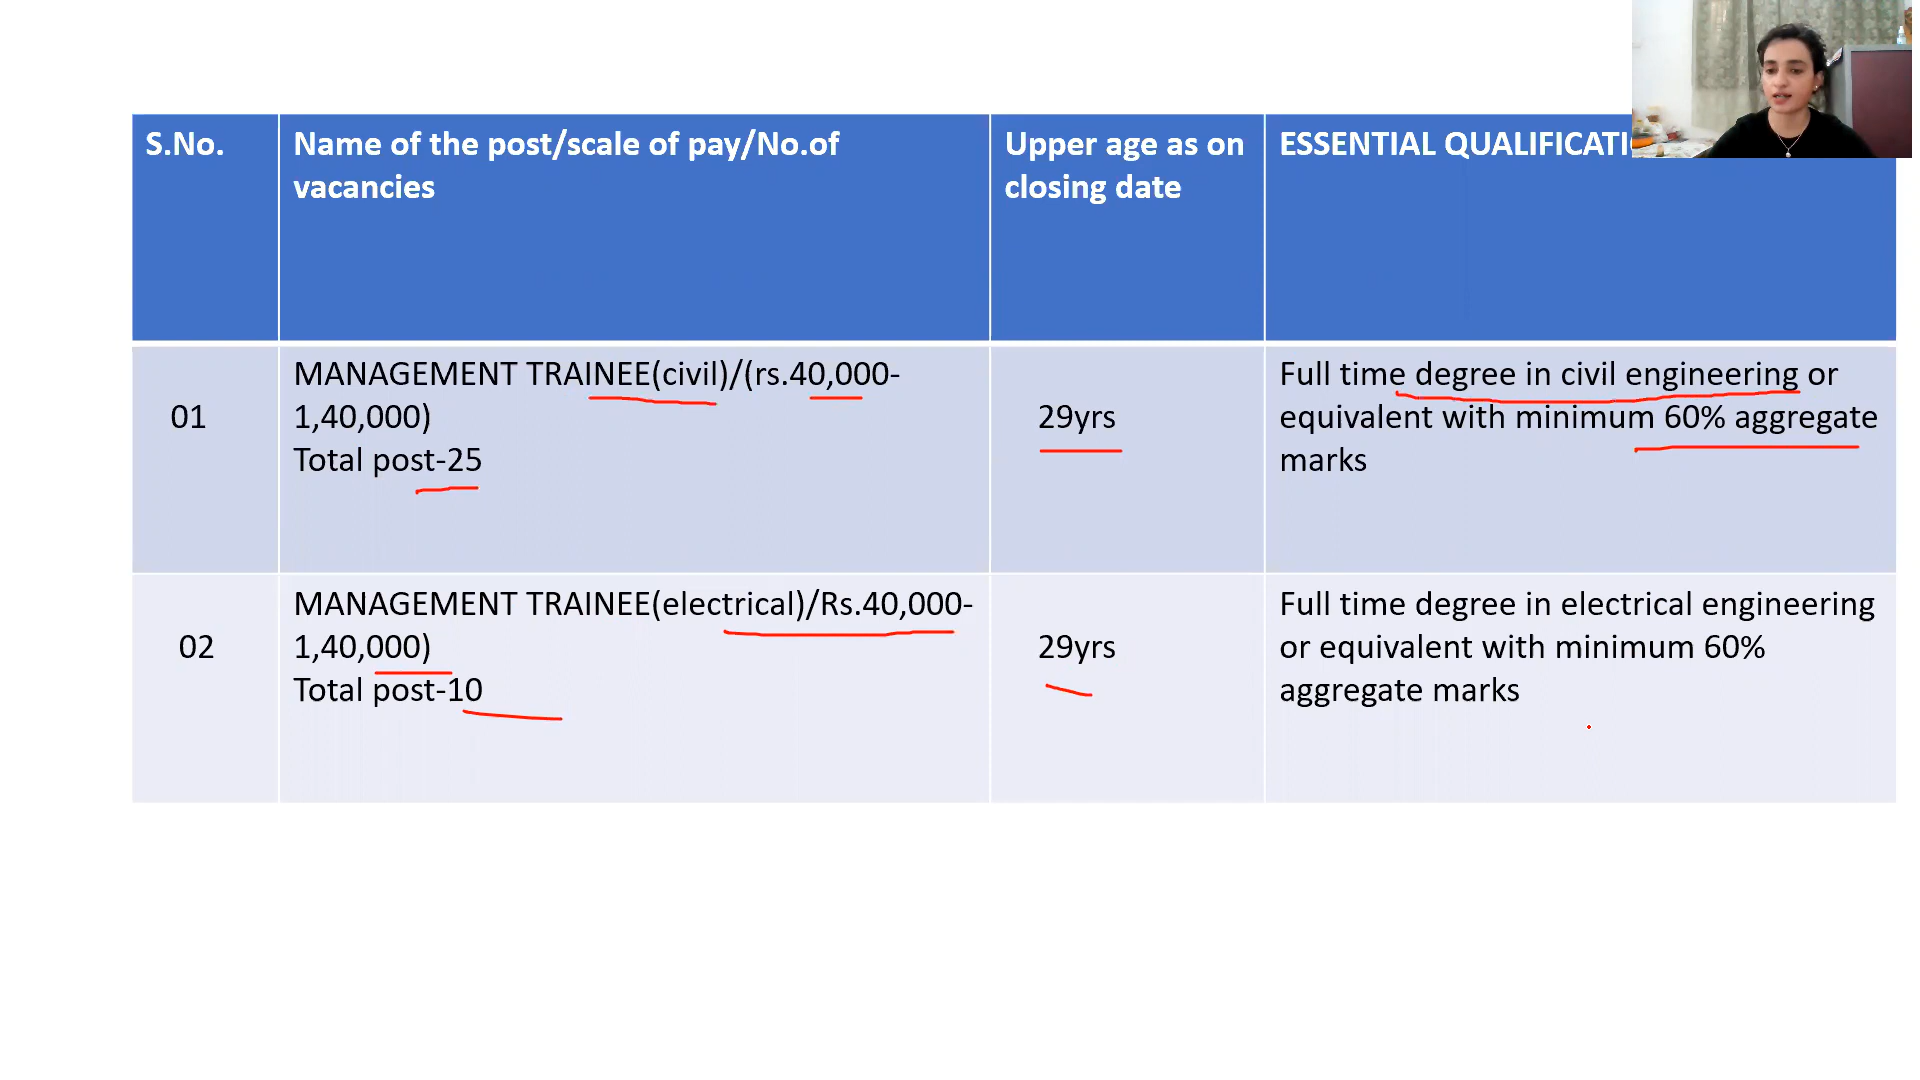 S.No.
Name of the post/scale of pay/No.of
vacancies
Upper age as on
closing date
ESSENTIAL
01
MANAGEMENT TRAINEE(civil)/(rs.40,000-
1,40,000)
Total post-25
29yrs
Full time degree in civil engineering or
equivalent with minimum 60% aggregate
marks
02
MANAGEMENT TRAINEE(electrical)/Rs.40,000-
1,40,000)
Total post-10
29yrs
Full time degree in electrical engineering
or equivalent with minimum 60%
aggregate marks